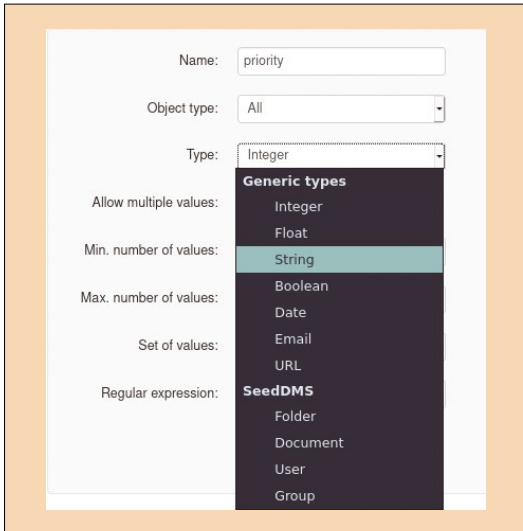 Name: priority
Object type: All
Type: Integer
Generic types
Integer
Allow multiple values:
Float
Min. number of values:
String
Boolean
Max. number of values:
Date
Email
Set of values:
URL
Regular expression:
SeedDMS
Folder
Document
User
Group